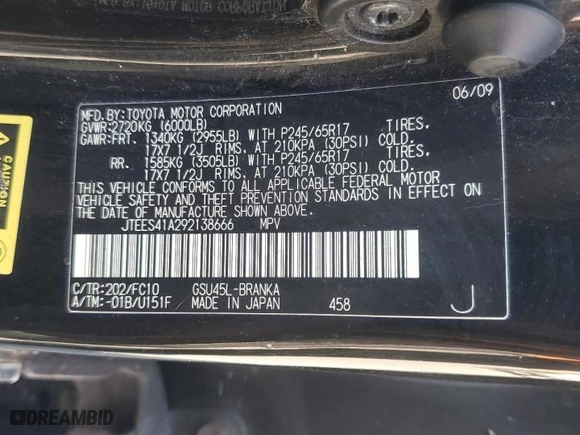 06/09
MFD.BY:TOYOTA MOTOR CORPORATION
GVWR:2720KG (6000LB)
GAWR:FRT. 1340KG (2955LB) WITH P245/65R17 TIRES.
17X7 1/2J RIMS, AT 210KPA (30PSI) COLD.
RR. 1585KG (3505LB) WITH P245/65R17 TIRES.
17X7 1/2J RIMS, AT 210KPA (30PSI) COLD.
THIS VEHICLE CONFORMS TO ALL APPLICABLE FEDERAL MOTOR
VEHICLE SAFETY AND THEFT PREVENTION STANDARDS IN EFFECT ON
THE DATE OF MANUFACTURE SHOWN ABOVE.
JTEES41A292138666 MPV
C/TR:202/FC10 GSU45L-BRANKA
A/TM:-01B/U151F MADE IN JAPAN 458 J
CAUTION
DREAMBID